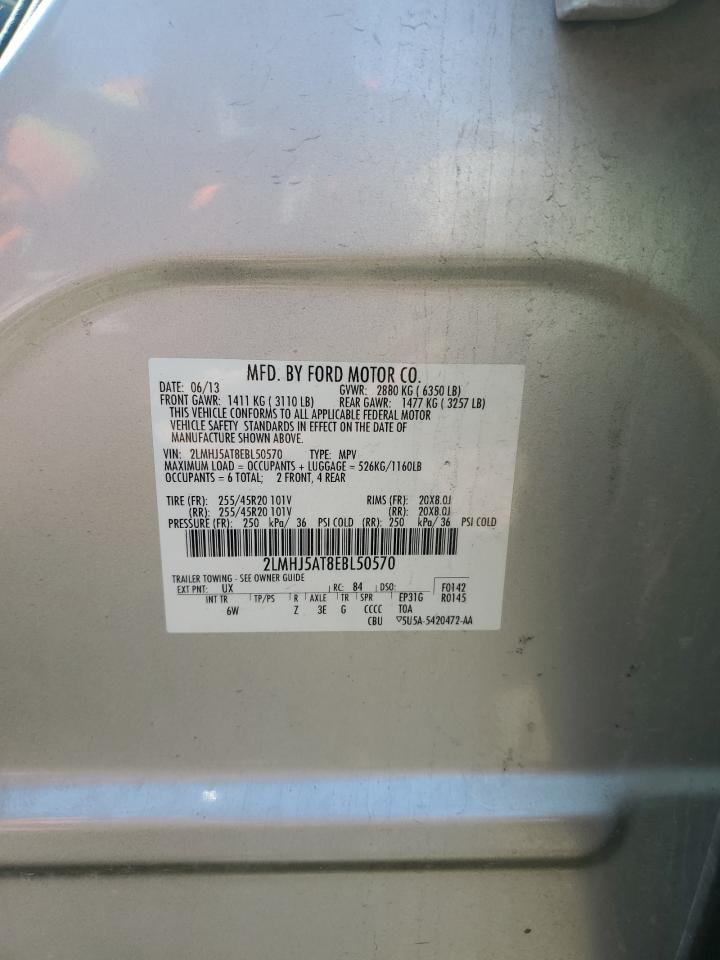 MFD. BY FORD MOTOR CO.
DATE: 06/13 GVWR: 2880 KG ( 6350 LB)
FRONT GAWR: 1411 KG ( 3110 LB) REAR GAWR: 1477 KG ( 3257 LB)
THIS VEHICLE CONFORMS TO ALL APPLICABLE FEDERAL MOTOR
VEHICLE SAFETY STANDARDS IN EFFECT ON THE DATE OF
MANUFACTURE SHOWN ABOVE.
VIN: 2LMHJ5AT8EBL50570 TYPE: MPV
MAXIMUM LOAD = OCCUPANTS + LUGGAGE = 526KG/1160LB
OCCUPANTS = 6 TOTAL; 2 FRONT, 4 REAR
TIRE (FR): 255/45R20 101V RIMS (FR): 20X8.0J
(RR): 255/45R20 101V (RR): 20X8.0J
PRESSURE (FR): 250 kPa/ 36 PSI COLD (RR): 250 kPa/ 36 PSI COLD
2LMHJ5AT8EBL50570
TRAILER TOWING - SEE OWNER GUIDE
EXT PNT: UX RC: 84 DSO: F0142
INT TR TP/PS R AXLE TR SPR EP31G R0145
6W Z 3E G CCCC T0A
CBU ▽5U5A-5420472-AA